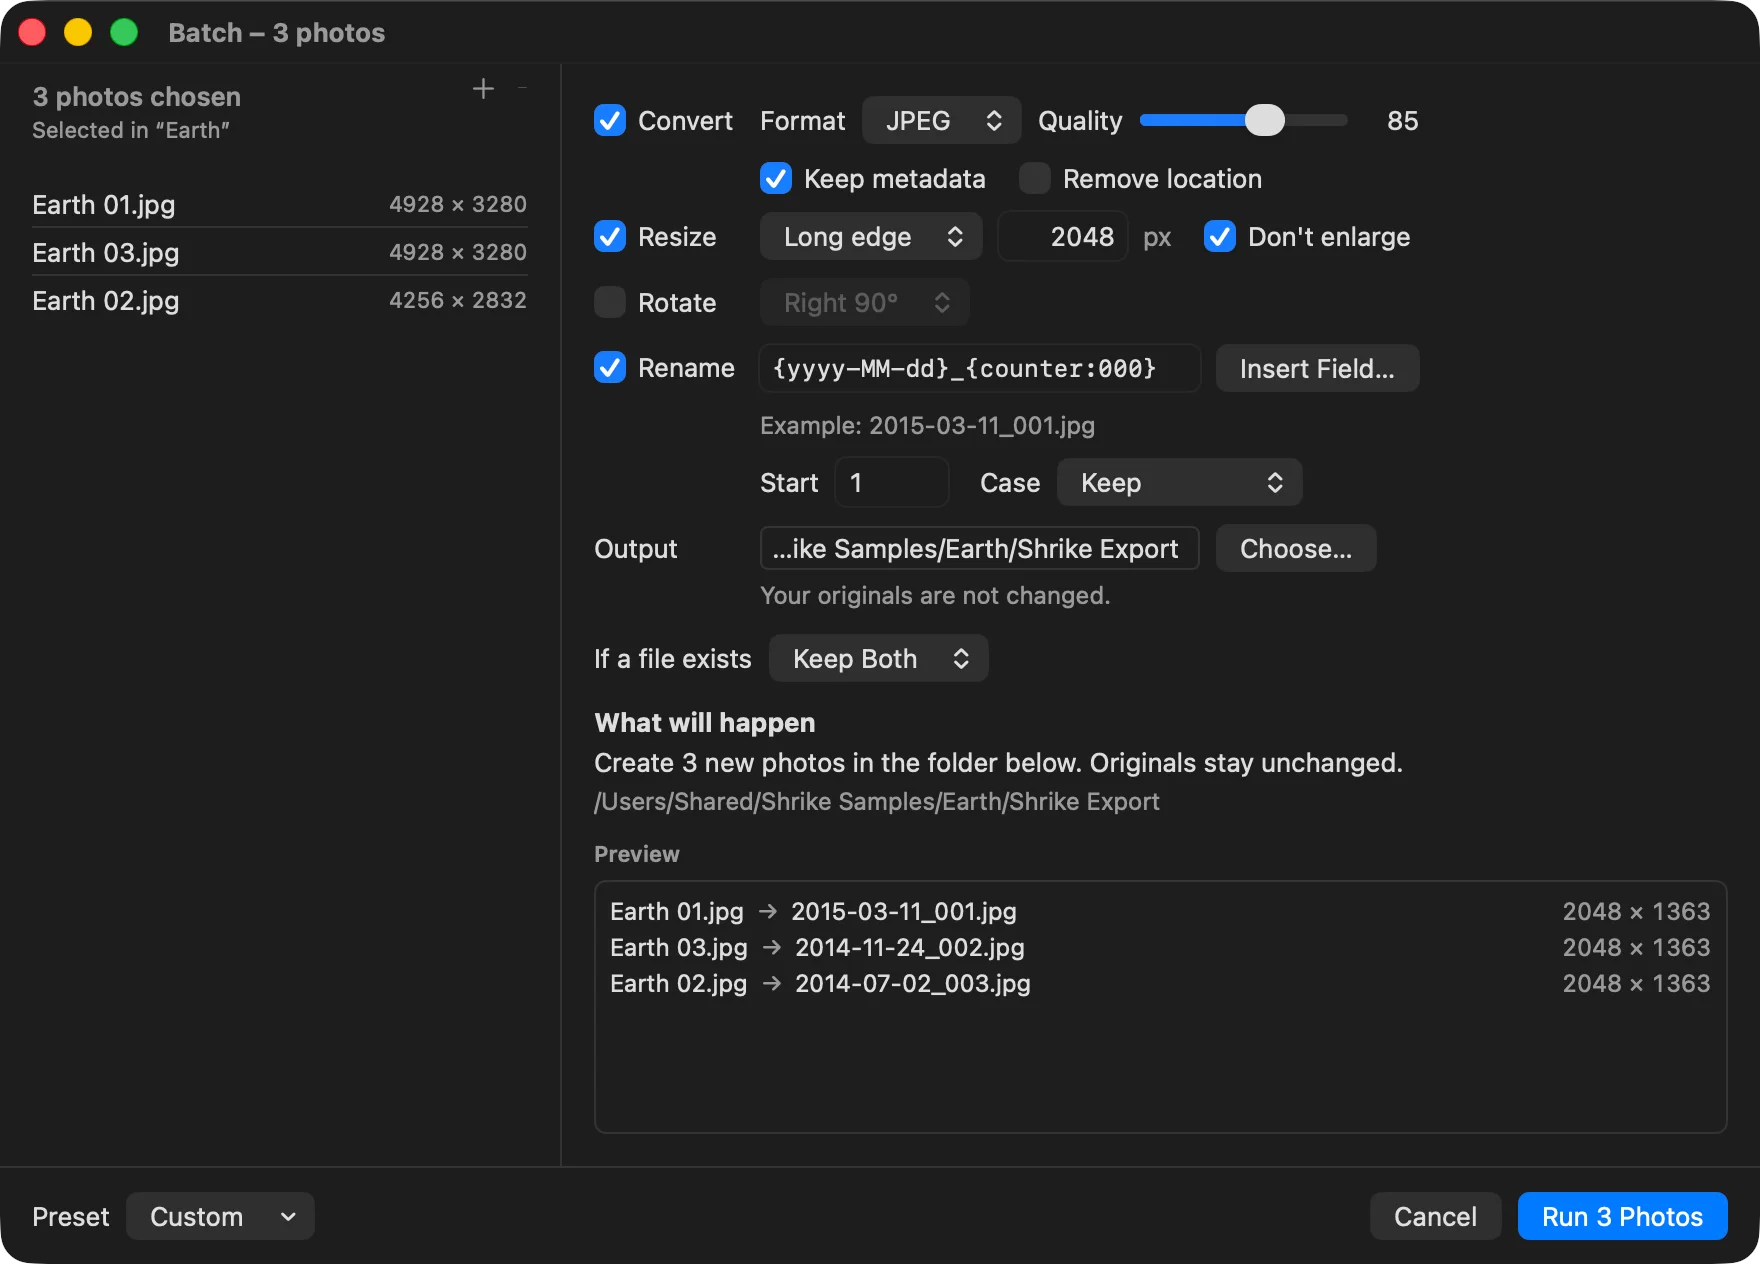 Batch – 3 photos
3 photos chosen
Selected in “Earth”
Earth 01.jpg 4928 × 3280
Earth 03.jpg 4928 × 3280
Earth 02.jpg 4256 × 2832
Convert Format JPEG Quality 85
Keep metadata Remove location
Resize Long edge 2048 px Don't enlarge
Rotate Right 90°
Rename {yyyy-MM-dd}_{counter:000} Insert Field...
Example: 2015-03-11_001.jpg
Start 1 Case Keep
Output ...ike Samples/Earth/Shrike Export Choose...
Your originals are not changed.
If a file exists Keep Both
What will happen
Create 3 new photos in the folder below. Originals stay unchanged.
/Users/Shared/Shrike Samples/Earth/Shrike Export
Preview
Earth 01.jpg → 2015-03-11_001.jpg 2048 × 1363
Earth 03.jpg → 2014-11-24_002.jpg 2048 × 1363
Earth 02.jpg → 2014-07-02_003.jpg 2048 × 1363
Preset Custom Cancel Run 3 Photos